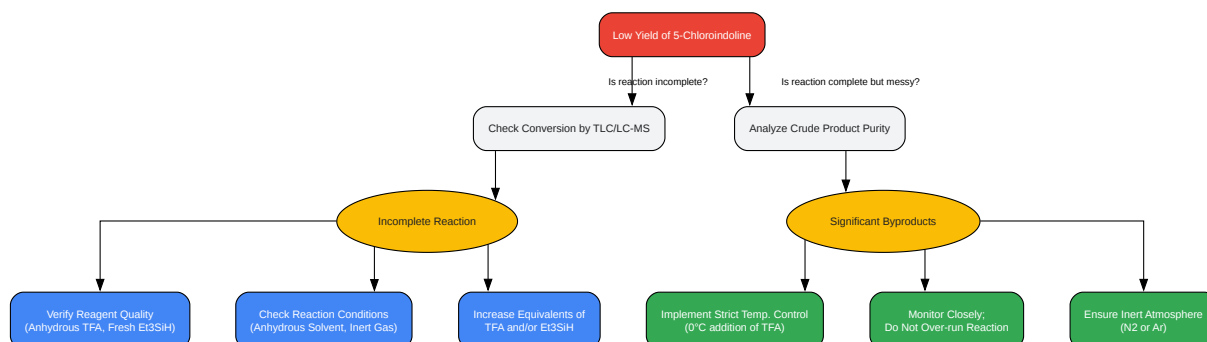 Low Yield of 5-Chloroindoline
Is reaction incomplete?
Is reaction complete but messy?
Check Conversion by TLC/LC-MS
Analyze Crude Product Purity
Incomplete Reaction
Significant Byproducts
Verify Reagent Quality
(Anhydrous TFA, Fresh Et3SiH)
Check Reaction Conditions
(Anhydrous Solvent, Inert Gas)
Increase Equivalents of
TFA and/or Et3SiH
Implement Strict Temp. Control
(0°C addition of TFA)
Monitor Closely;
Do Not Over-run Reaction
Ensure Inert Atmosphere
(N2 or Ar)